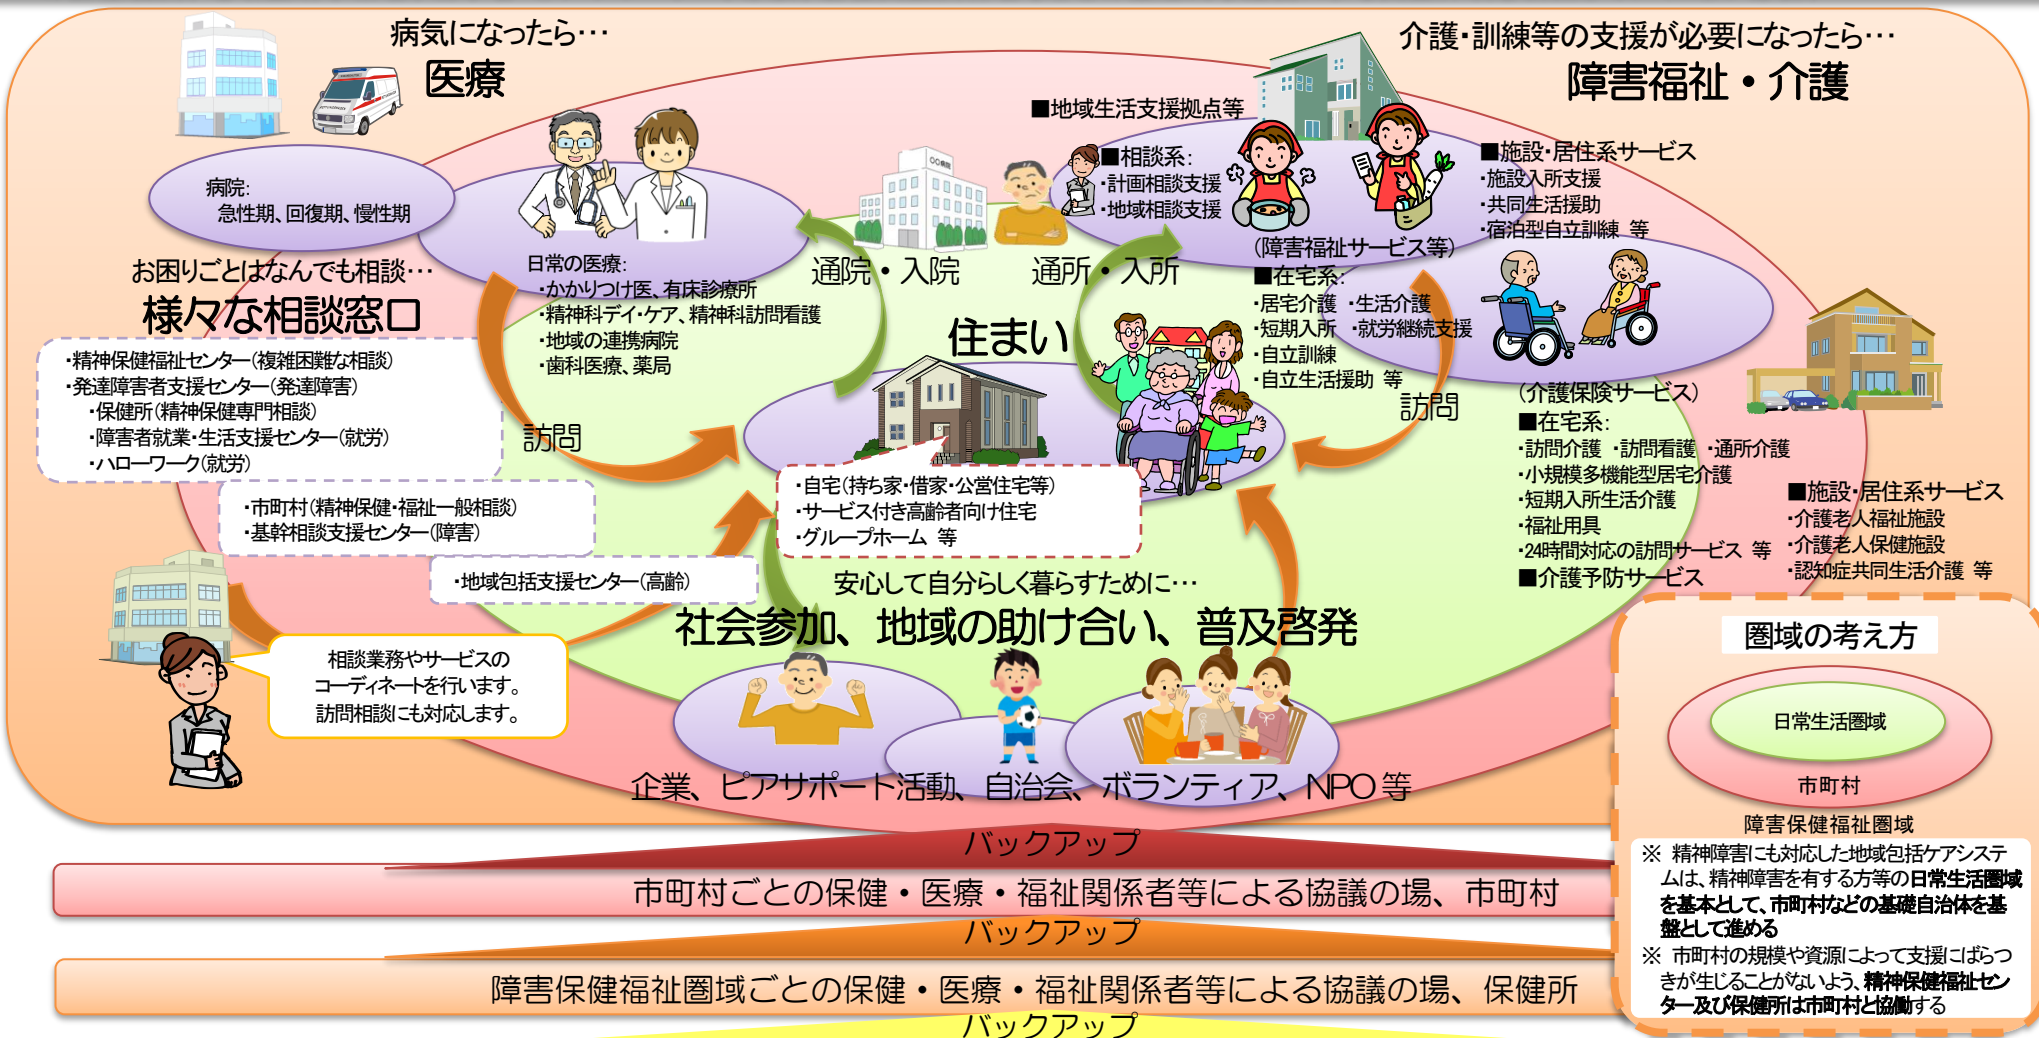 病気になったら…
医療
介護・訓練等の支援が必要になったら…
障害福祉・介護
病院:
急性期、回復期、慢性期
日常の医療:
・かかりつけ医、有床診療所
・精神科デイ・ケア、精神科訪問看護
・地域の連携病院
・歯科医療、薬局
○○病院
通院・入院
通所・入所
■地域生活支援拠点等
■相談系:
・計画相談支援
・地域相談支援
■施設・居住系サービス
・施設入所支援
・共同生活援助
・宿泊型自立訓練 等
(障害福祉サービス等)
■在宅系:
・居宅介護 ・生活介護
・短期入所 ・就労継続支援
・自立訓練
・自立生活援助 等
訪問
(介護保険サービス)
■在宅系:
・訪問介護 ・訪問看護 ・通所介護
・小規模多機能型居宅介護
・短期入所生活介護
・福祉用具
・24時間対応の訪問サービス 等
■介護予防サービス
■施設・居住系サービス
・介護老人福祉施設
・介護老人保健施設
・認知症共同生活介護 等
お困りごとはなんでも相談…
様々な相談窓口
・精神保健福祉センター(複雑困難な相談)
・発達障害者支援センター(発達障害)
・保健所(精神保健専門相談)
・障害者就業・生活支援センター(就労)
・ハローワーク(就労)
・市町村(精神保健・福祉一般相談)
・基幹相談支援センター(障害)
・地域包括支援センター(高齢)
訪問
相談業務やサービスの
コーディネートを行います。
訪問相談にも対応します。
住まい
・自宅(持ち家・借家・公営住宅等)
・サービス付き高齢者向け住宅
・グループホーム 等
安心して自分らしく暮らすために…
社会参加、地域の助け合い、普及啓発
企業、ピアサポート活動、自治会、ボランティア、NPO 等
圏域の考え方
日常生活圏域
市町村
障害保健福祉圏域
※ 精神障害にも対応した地域包括ケアシステ
ムは、精神障害を有する方等の日常生活圏域
を基本として、市町村などの基礎自治体を基
盤として進める
※ 市町村の規模や資源によって支援にばらつ
きが生じることがないよう、精神保健福祉セン
ター及び保健所は市町村と協働する
バックアップ
市町村ごとの保健・医療・福祉関係者等による協議の場、市町村
バックアップ
障害保健福祉圏域ごとの保健・医療・福祉関係者等による協議の場、保健所
バックアップ